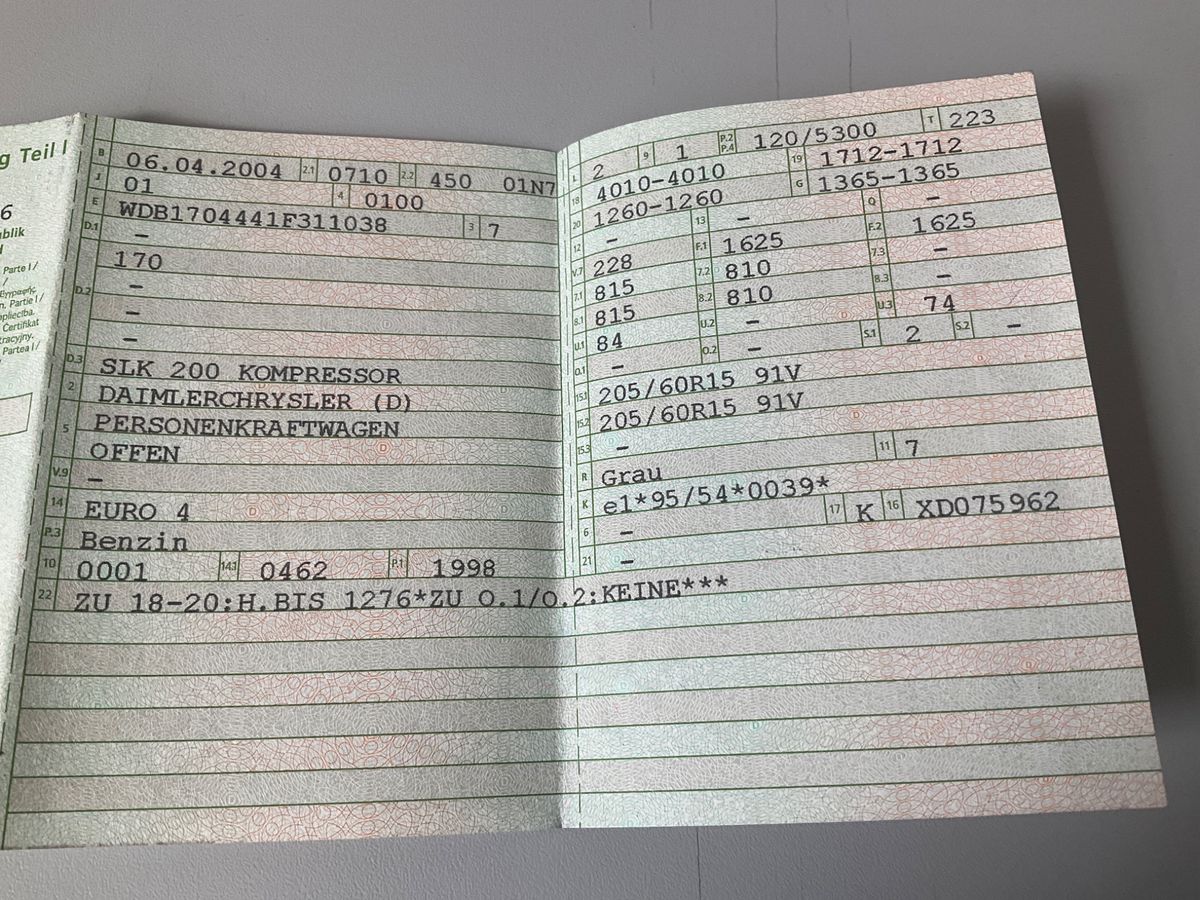 g Teil I
6
blik
Parte I /
Εγγραφής
n. Partie I /
apliecība.
Certifikat
tracyjny.
Partea I /
B 06.04.2004 2.1 0710 2.2 450 01N7
J 01 4 0100
E WDB1704441F311038 3 7
D.1 –
170
D.2 –
–
–
D.3 SLK 200 KOMPRESSOR
2 DAIMLERCHRYSLER (D)
5 PERSONENKRAFTWAGEN
OFFEN
V.9 –
14 EURO 4
P.3 Benzin
10 0001 14.1 0462 P.1 1998
L 2 9 1 P.2 P.4 120/5300 T 223
18 4010-4010 19 1712-1712
20 1260-1260 G 1365-1365
12 – 13 – Q –
V.7 228 F.1 1625 F.2 1625
7.1 815 7.2 810 7.3 –
8.1 815 8.2 810 8.3 –
U.1 84 U.2 – U.3 74
O.1 – O.2 – S.1 2 S.2 –
15.1 205/60R15 91V
15.2 205/60R15 91V
15.3 –
R Grau 11 7
K e1*95/54*0039*
6 – 17 K 16 XD075962
21 –
22 ZU 18-20:H.BIS 1276*ZU O.1/O.2:KEINE***